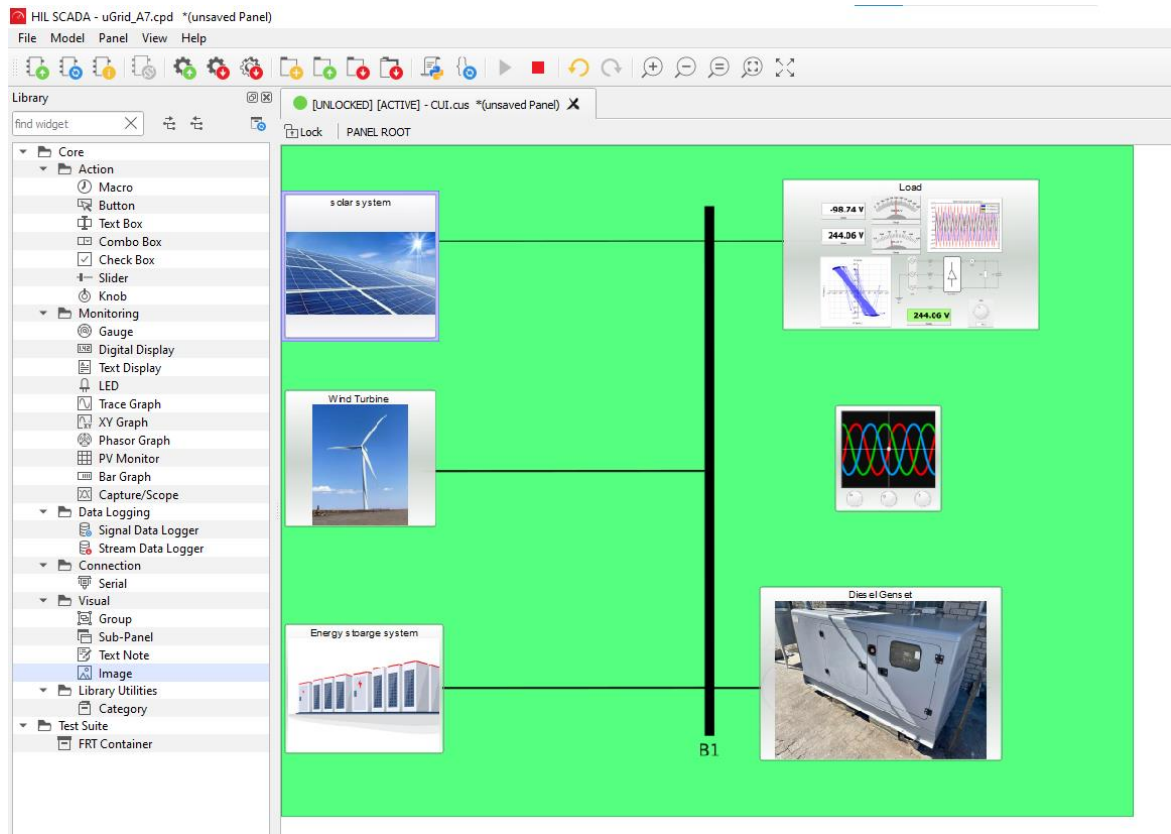 HIL SCADA - uGrid_A7.cpd *(unsaved Panel)
File Model Panel View Help
Library
find widget
Core
Action
Macro
Button
Text Box
Combo Box
Check Box
Slider
Knob
Monitoring
Gauge
Digital Display
Text Display
LED
Trace Graph
XY Graph
Phasor Graph
PV Monitor
Bar Graph
Capture/Scope
Data Logging
Signal Data Logger
Stream Data Logger
Connection
Serial
Visual
Group
Sub-Panel
Text Note
Image
Library Utilities
Category
Test Suite
FRT Container
[UNLOCKED] [ACTIVE] - CUI.cus *(unsaved Panel)
Lock PANEL ROOT
solar system
Load
-98.74 V
244.06 V
244.06 V
Wind Turbine
Energy stoarge system
Diesel Genset
B1